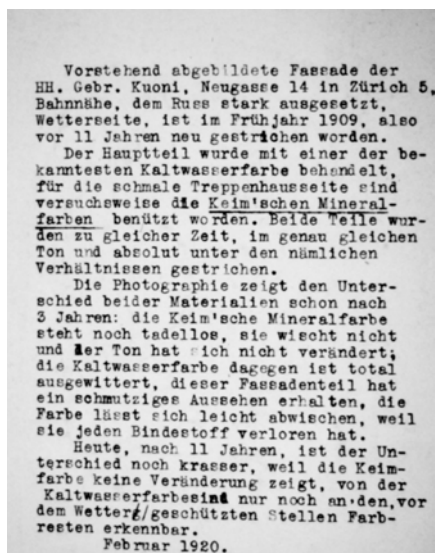 Vorstehend abgebildete Fassade der
HH. Gebr. Kuoni, Neugasse 14 in Zürich 5,
Bahnnähe, dem Russ stark ausgesetzt,
Wetterseite, ist im Frühjahr 1909, also
vor 11 Jahren neu gestrichen worden.
Der Hauptteil wurde mit einer der be-
kanntesten Kaltwasserfarbe behandelt,
für die schmale Treppenhausseite sind
versuchsweise die Keim'schen Mineral-
farben benützt worden. Beide Teile wur-
den zu gleicher Zeit, im genau gleichen
Ton und absolut unter den nämlichen
Verhältnissen gestrichen.
Die Photographie zeigt den Unter-
schied beider Materialien schon nach
3 Jahren: die Keim'sche Mineralfarbe
steht noch tadellos, sie wischt nicht
und der Ton hat sich nicht verändert;
die Kaltwasserfarbe dagegen ist total
ausgewittert, dieser Fassadenteil hat
ein schmutziges Aussehen erhalten, die
Farbe lässt sich leicht abwischen, weil
sie jeden Bindestoff verloren hat.
Heute, nach 11 Jahren, ist der Un-
terschied noch krasser, weil die Keim-
farbe keine Veränderung zeigt, von der
Kaltwasserfarbesind nur noch an den, vor
dem Wetter/geschützten Stellen Farb-
resten erkennbar.
Februar 1920.